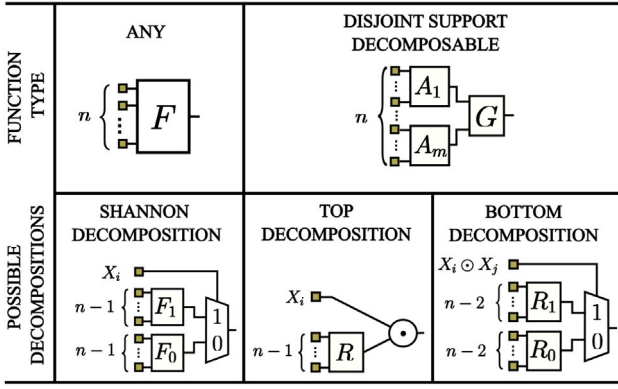 FUNCTION
TYPE
ANY
n
F
DISJOINT SUPPORT
DECOMPOSABLE
n
A₁
Aₘ
G
POSSIBLE
DECOMPOSITIONS
SHANNON
DECOMPOSITION
Xᵢ
n − 1
F₁
n − 1
F₀
1
0
TOP
DECOMPOSITION
Xᵢ
n − 1
R
BOTTOM
DECOMPOSITION
Xᵢ ⊙ Xⱼ
n − 2
R₁
n − 2
R₀
1
0